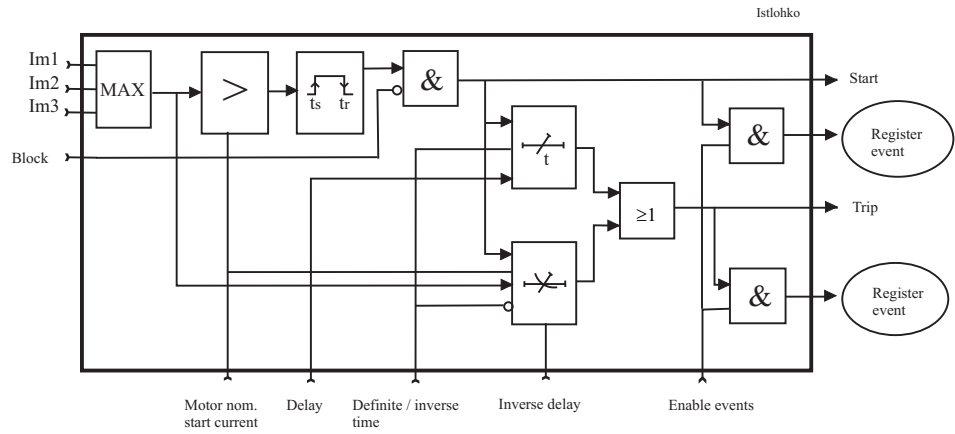 Istlohko
Im1
Im2
Im3
MAX
>
ts
tr
&
Start
Block
t
&
Register
event
≥1
Trip
&
Register
event
Motor nom.
start current
Delay
Definite / inverse
time
Inverse delay
Enable events